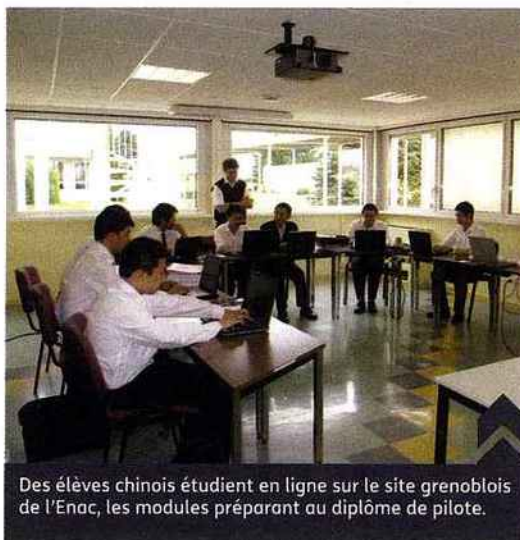 Des élèves chinois étudient en ligne sur le site grenoblois
de l'Enac, les modules préparant au diplôme de pilote.